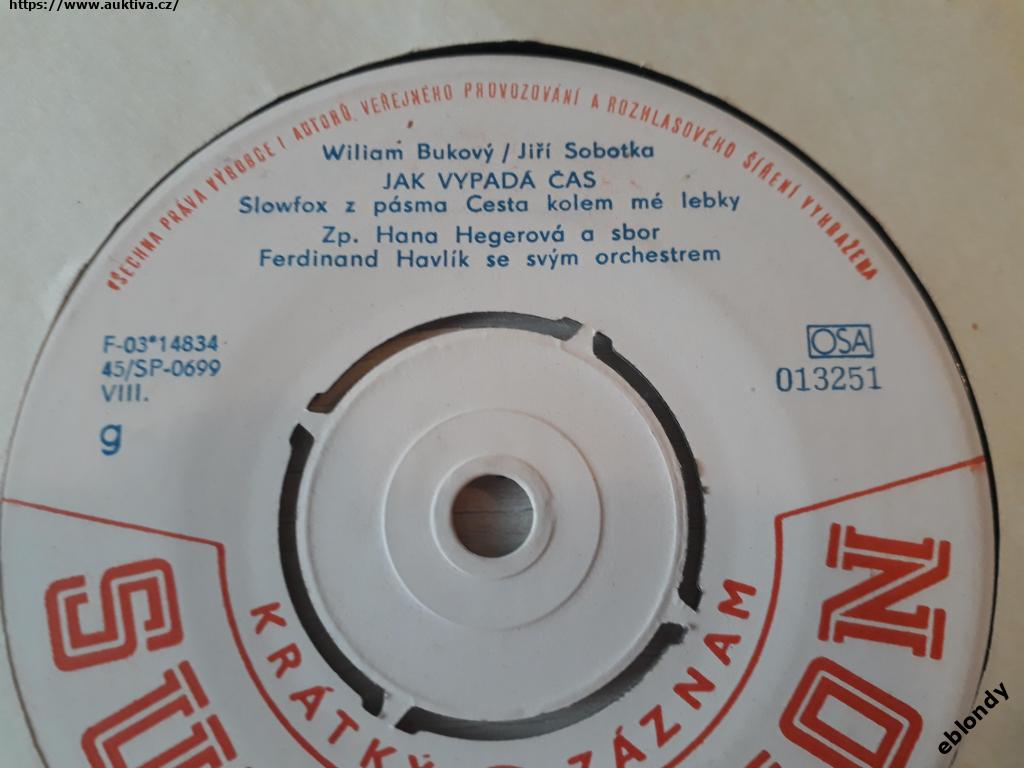 https://www.auktiva.cz/
VŠECHNA PRÁVA VÝROBCE I AUTORŮ, VEŘEJNÉHO PROVOZOVÁNÍ A ROZHLASOVÉHO ŠÍŘENÍ VYHRAŽENA
Wiliam Bukový / Jiří Sobotka
JAK VYPADÁ ČAS
Slowfox z pásma Cesta kolem mé lebky
Zp. Hana Hegerová a sbor
Ferdinand Havlík se svým orchestrem
F-03*14834
45/SP-0699
VIII.
g
OSA
013251
KRÁTKÝ ZÁZNAM
eblondy